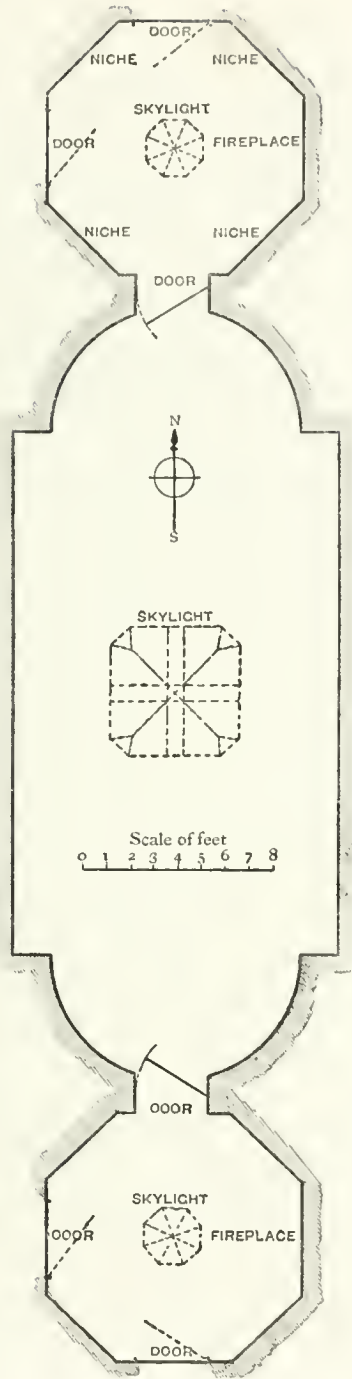 DOOR
NICHE NICHE
SKYLIGHT
DOOR FIREPLACE
NICHE NICHE
DOOR
N
S
SKYLIGHT
Scale of feet
0 1 2 3 4 5 6 7 8
DOOR
SKYLIGHT
DOOR FIREPLACE
DOOR